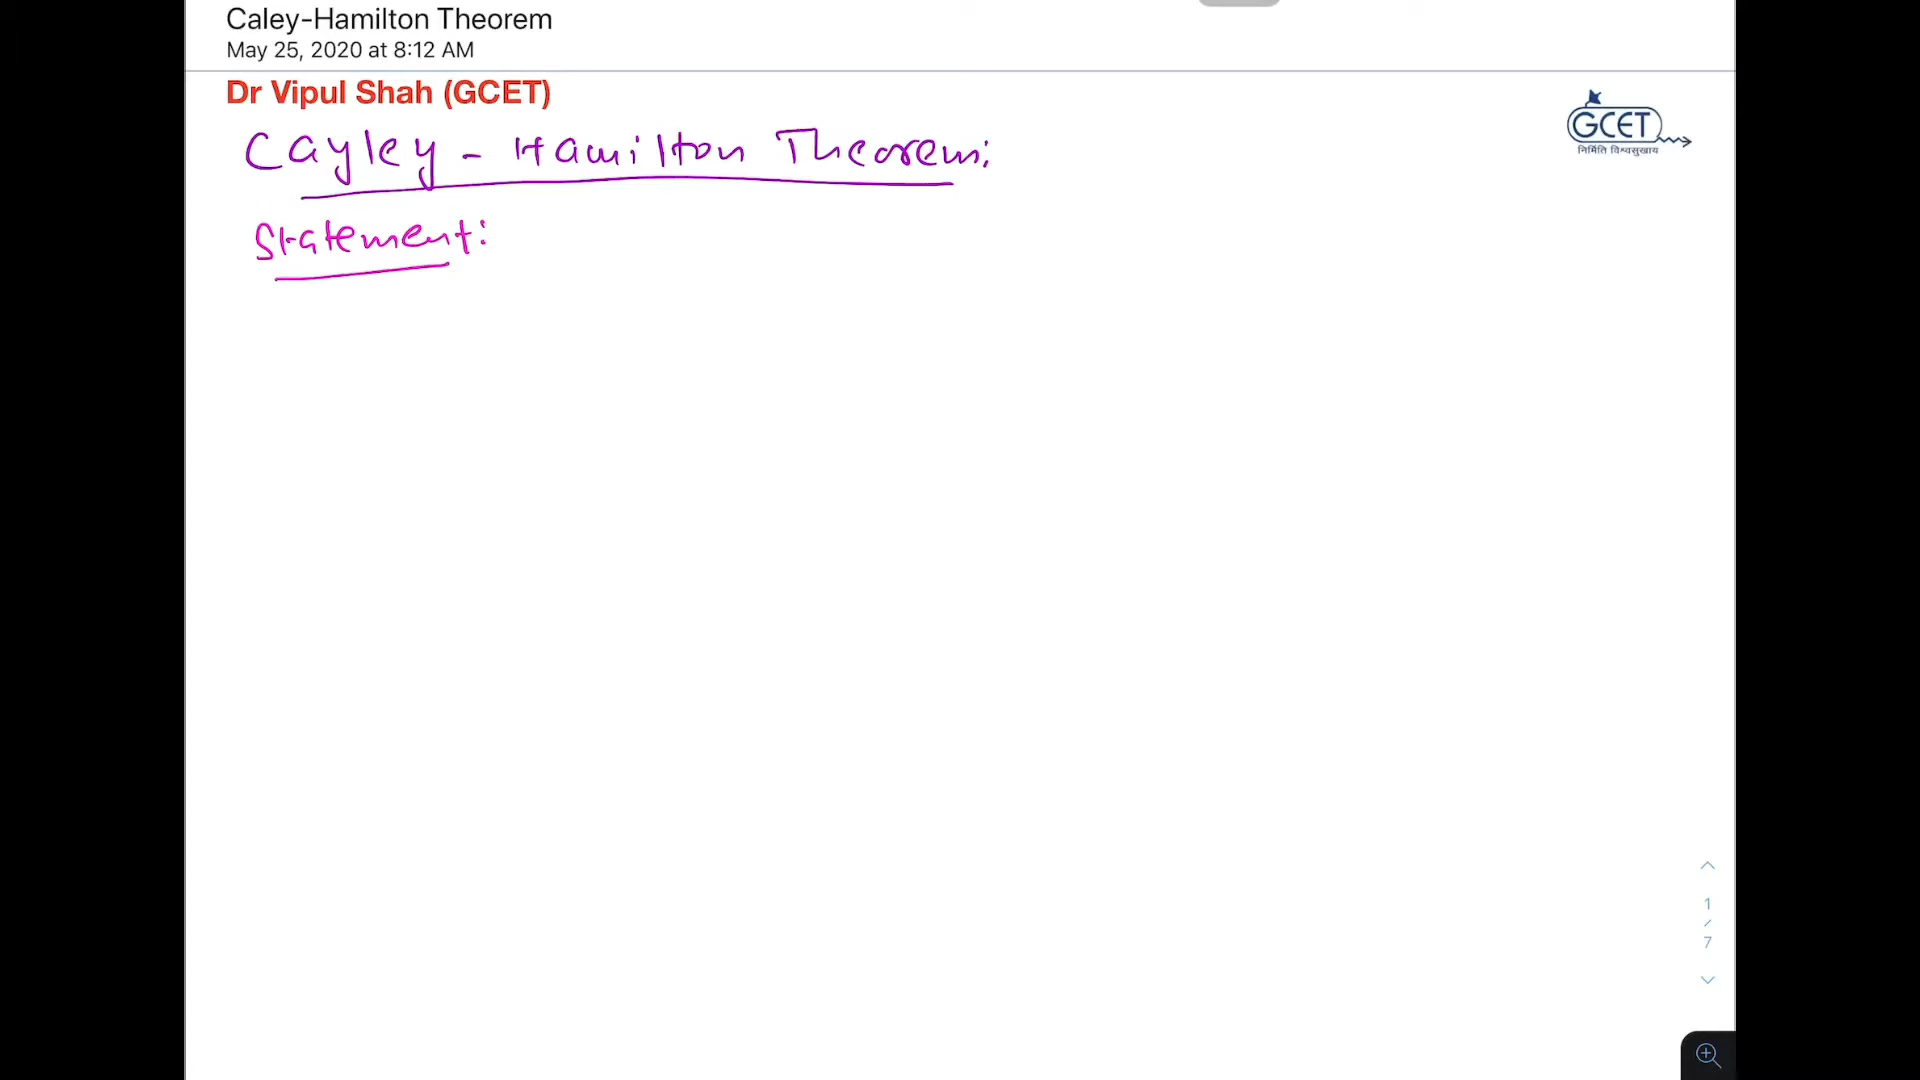 Caley-Hamilton Theorem
May 25, 2020 at 8:12 AM
Dr Vipul Shah (GCET)
GCET
निर्मिति विश्वसुखाय
Cayley - Hamilton Theorem:
Statement:
1
/
7